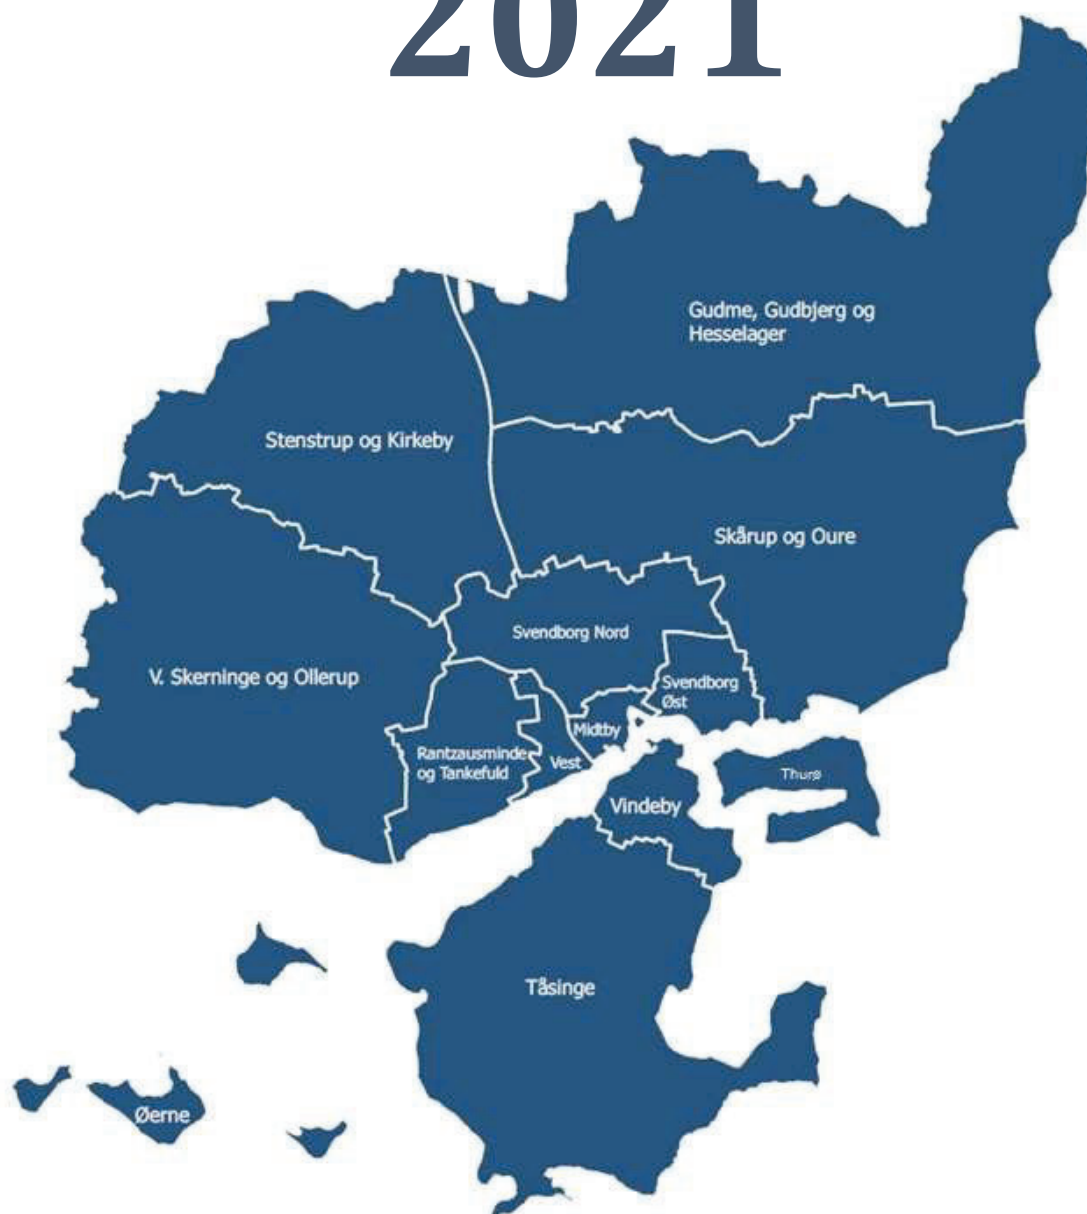 2021
Gudme, Gudbjerg og
Hesselager
Stenstrup og Kirkeby
Skårup og Oure
Svendborg Nord
V. Skerninge og Ollerup
Svendborg
Øst
Midtby
Rantzausminde
og Tankefuld
Vest
Thurø
Vindeby
Tåsinge
Øerne